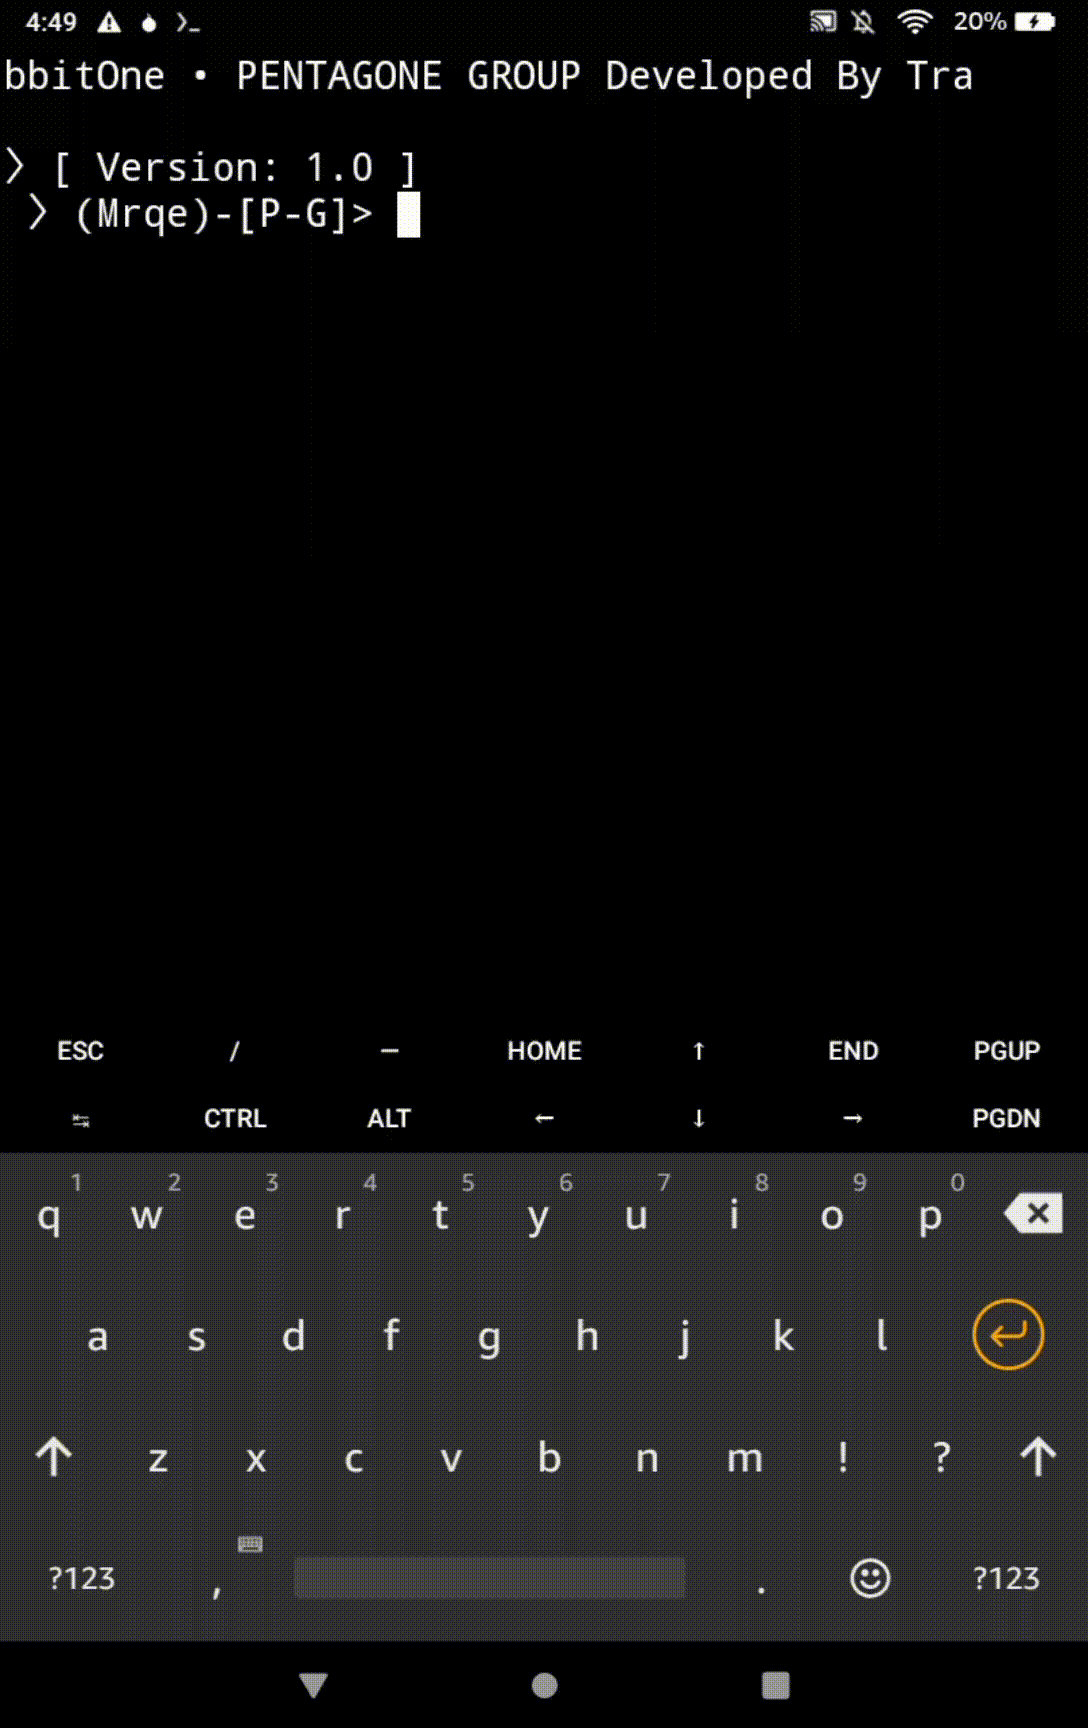 4:49 20%
bbitOne • PENTAGONE GROUP Developed By Tra
〉[ Version: 1.0 ]
〉(Mrqe)-[P-G]>
ESC / — HOME ↑ END PGUP
↹ CTRL ALT ← ↓ → PGDN
1 2 3 4 5 6 7 8 9 0
q w e r t y u i o p
a s d f g h j k l
z x c v b n m ! ?
?123 , . ?123